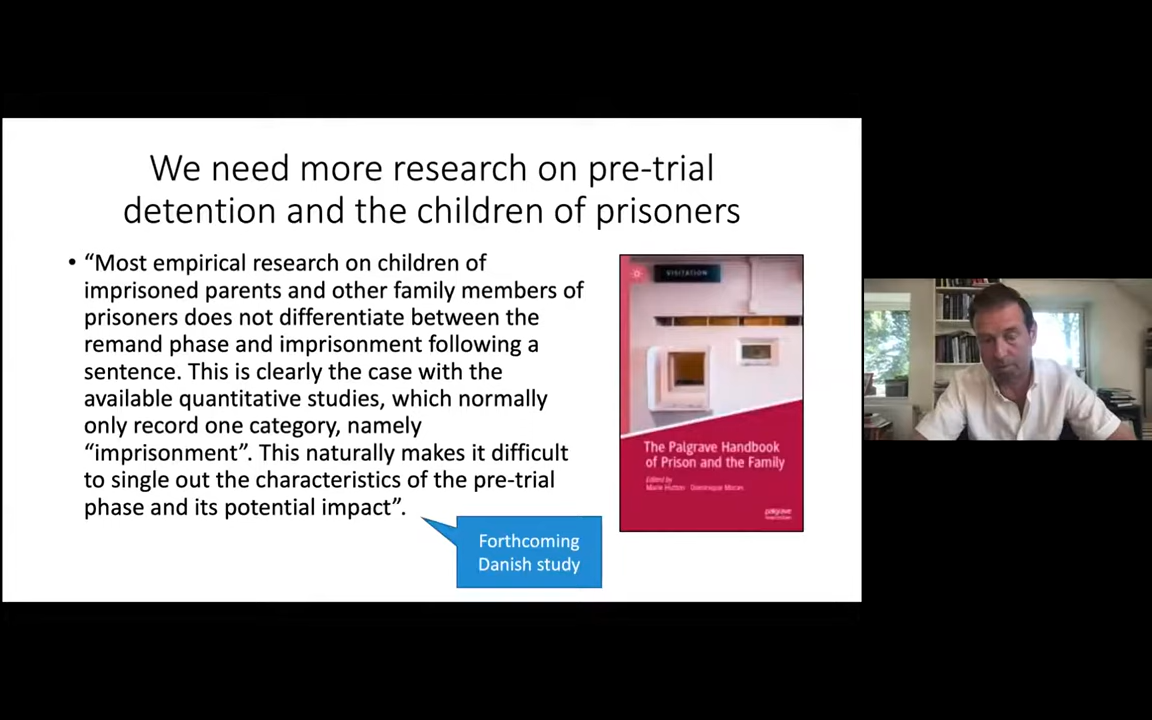 We need more research on pre-trial
detention and the children of prisoners
• “Most empirical research on children of
imprisoned parents and other family members of
prisoners does not differentiate between the
remand phase and imprisonment following a
sentence. This is clearly the case with the
available quantitative studies, which normally
only record one category, namely
“imprisonment”. This naturally makes it difficult
to single out the characteristics of the pre-trial
phase and its potential impact”.
Forthcoming
Danish study
VISITATION
The Palgrave Handbook
of Prison and the Family
Edited by
Marie Hutton Dominique Moran
palgrave
macmillan